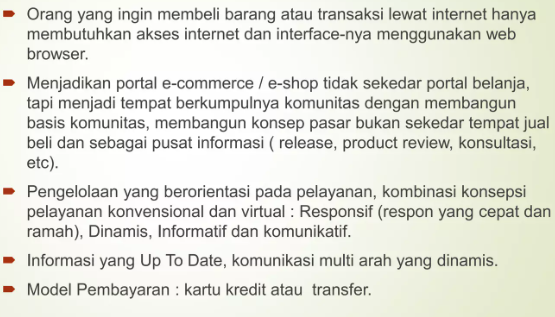 Orang yang ingin membeli barang atau transaksi lewat internet hanya
membutuhkan akses internet dan interface-nya menggunakan web
browser.
Menjadikan portal e-commerce / e-shop tidak sekedar portal belanja,
tapi menjadi tempat berkumpulnya komunitas dengan membangun
basis komunitas, membangun konsep pasar bukan sekedar tempat jual
beli dan sebagai pusat informasi ( release, product review, konsultasi,
etc).
Pengelolaan yang berorientasi pada pelayanan, kombinasi konsepsi
pelayanan konvensional dan virtual : Responsif (respon yang cepat dan
ramah), Dinamis, Informatif dan komunikatif.
Informasi yang Up To Date, komunikasi multi arah yang dinamis.
Model Pembayaran : kartu kredit atau  transfer.